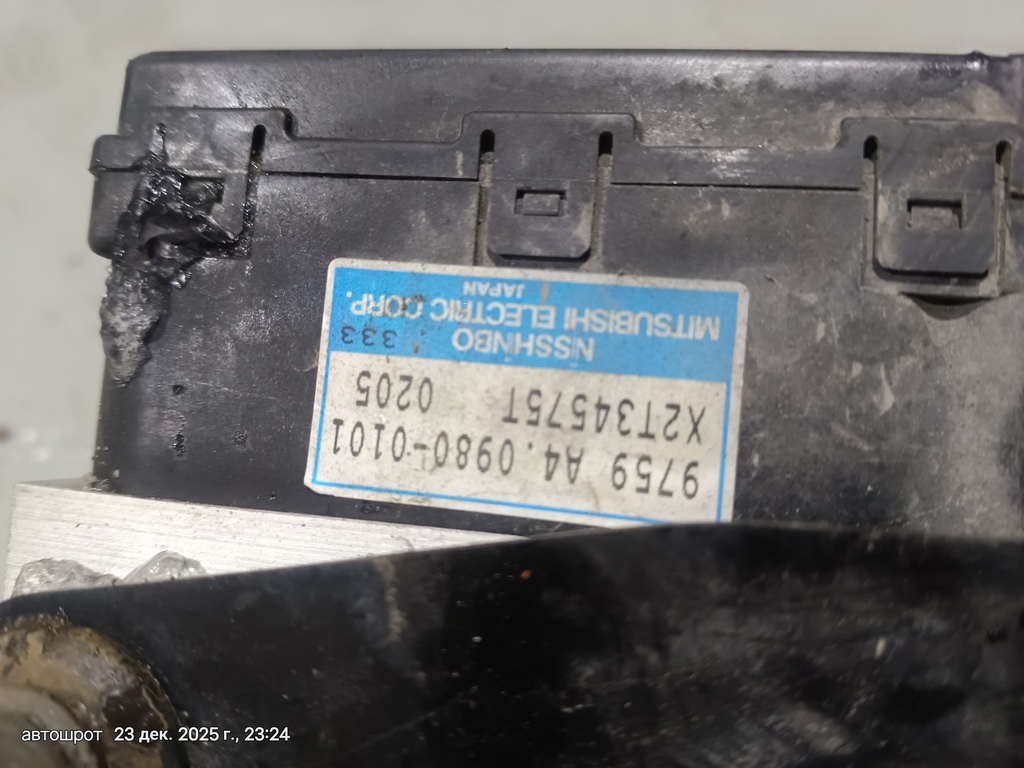 9759 A4.0980-0101
X2T34575T 0205
NISSHINBO 333
MITSUBISHI ELECTRIC CORP.
JAPAN
автошрот 23 дек. 2025 г., 23:24